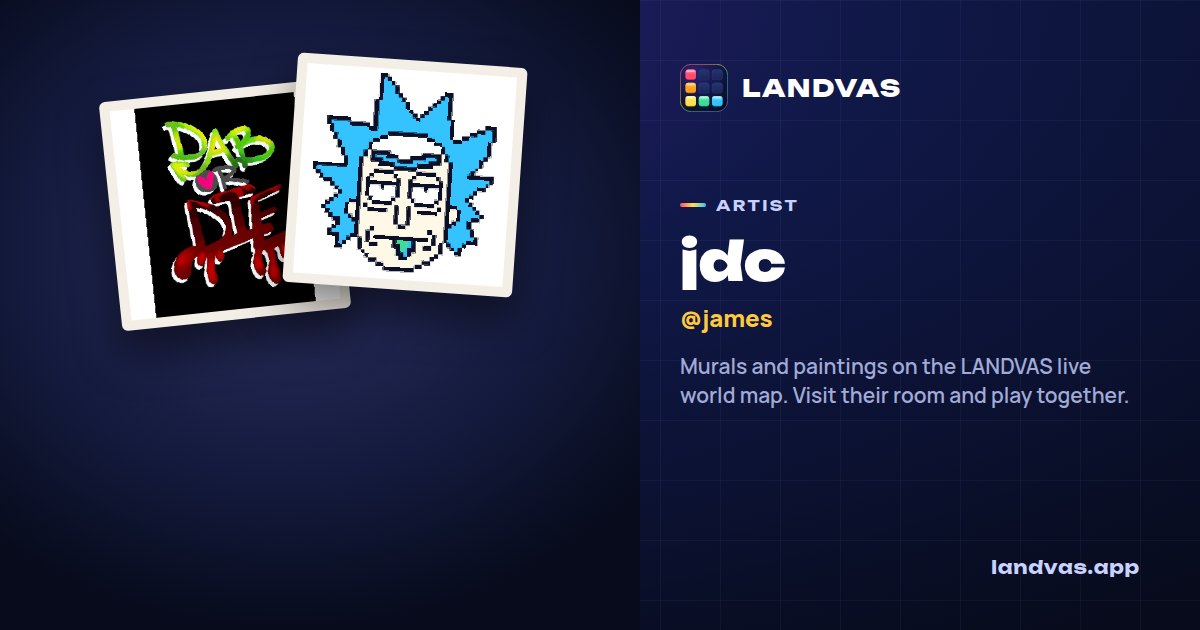 DAB
OR
DIE
LANDVAS
ARTIST
idc
@james
Murals and paintings on the LANDVAS live
world map. Visit their room and play together.
landvas.app